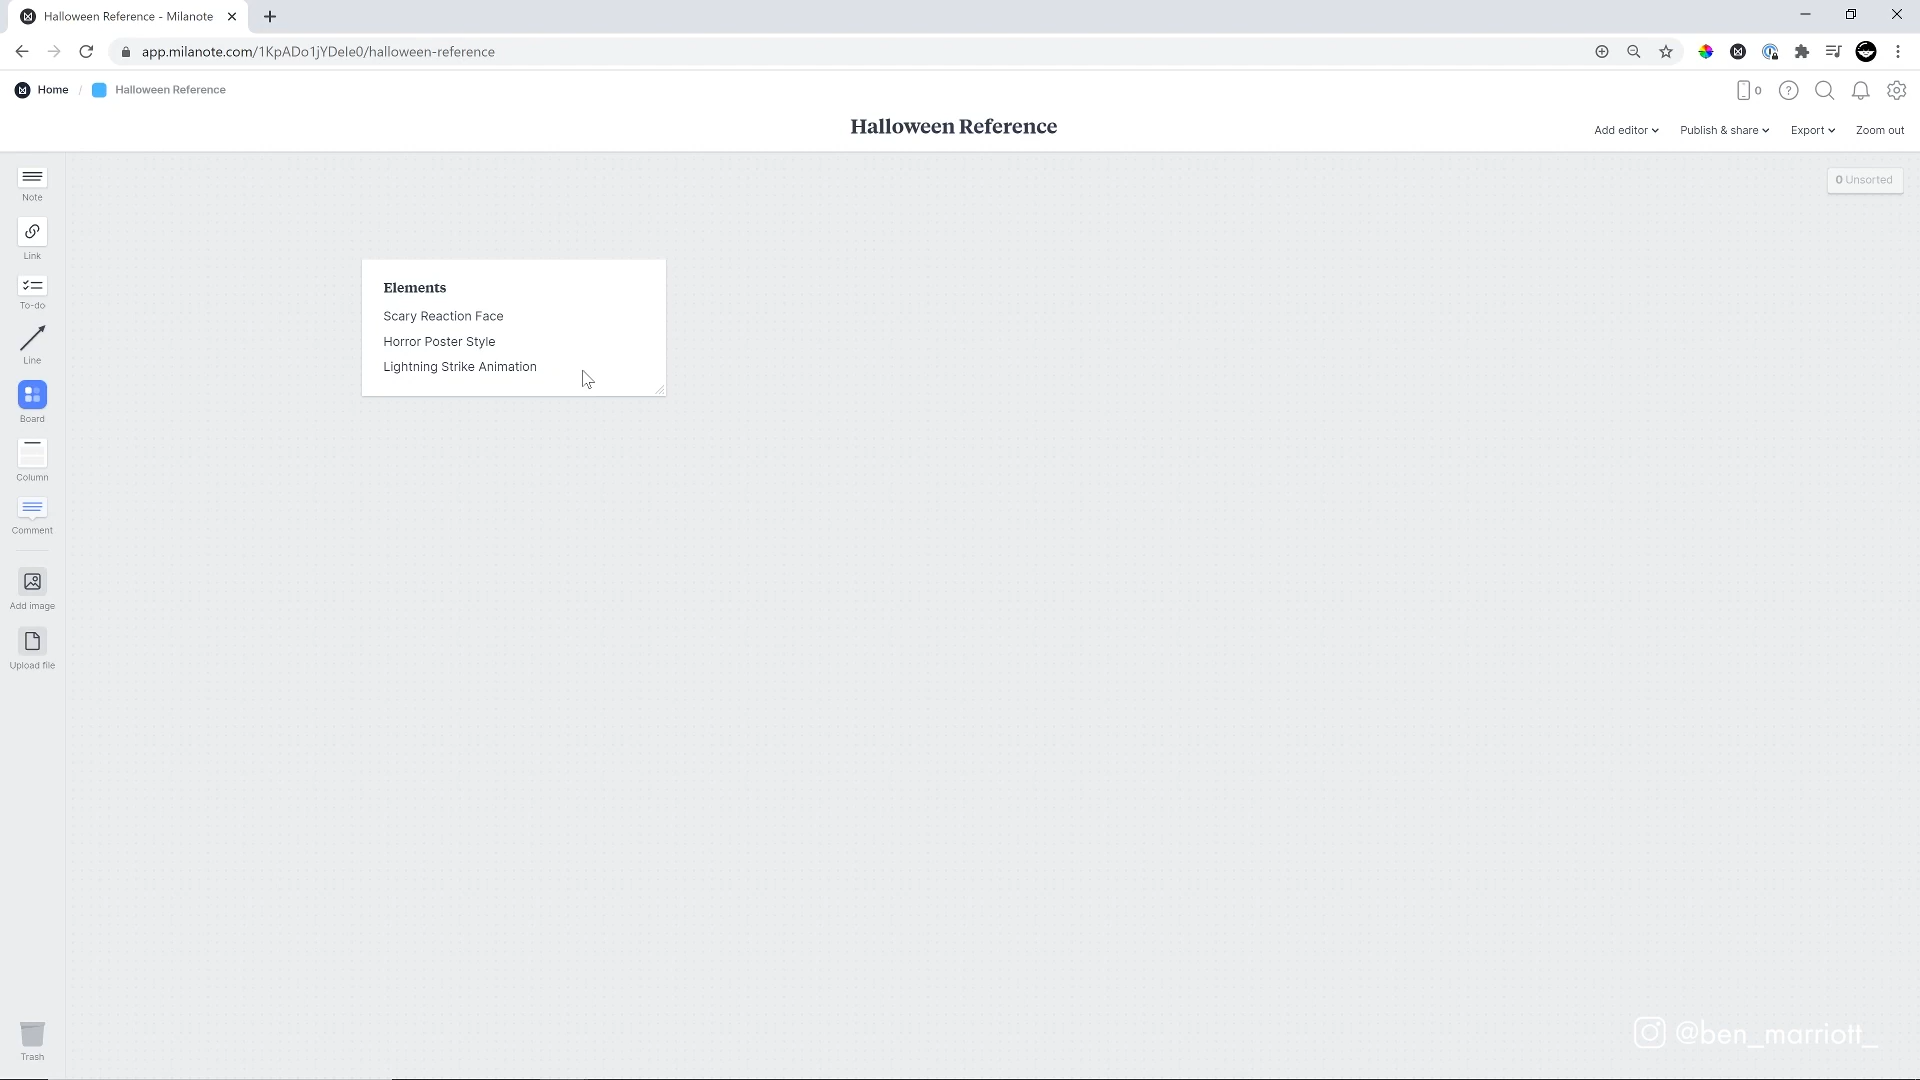 Halloween Reference - Milanote
app.milanote.com/1KpADo1jYDele0/halloween-reference
Home / Halloween Reference
0
Halloween Reference
Add editor
Publish & share
Export
Zoom out
0 Unsorted
Note
Link
To-do
Line
Board
Column
Comment
Add image
Upload file
Trash
Elements
Scary Reaction Face
Horror Poster Style
Lightning Strike Animation
@ben_marriott_